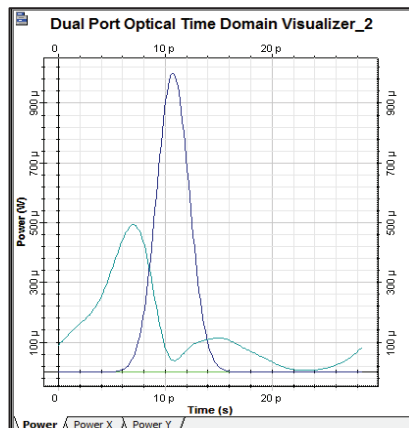 Dual Port Optical Time Domain Visualizer_2
0 10 p 20 p
Power (W)
900 µ 900 µ
700 µ 700 µ
500 µ 500 µ
300 µ 300 µ
100 µ 100 µ
0 10 p 20 p
Time (s)
Power Power X Power Y